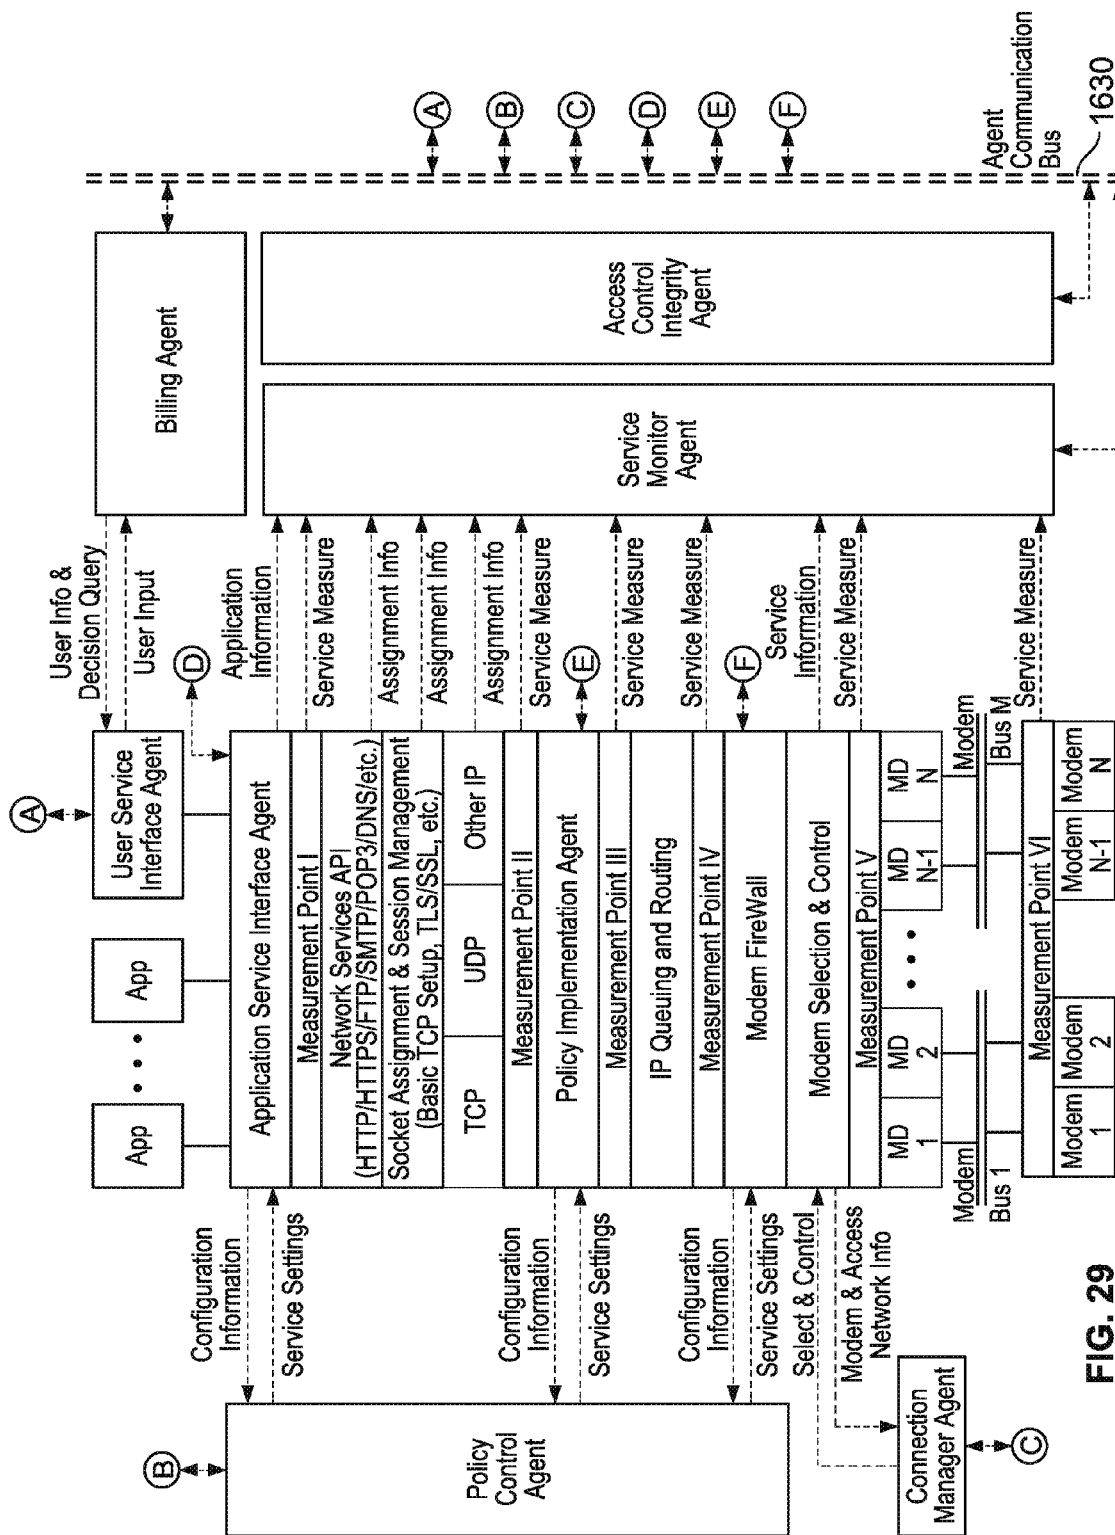 A
User Service
Interface Agent
App
App
User Info &
Decision Query
User Input
Billing Agent
D
Application Service Interface Agent
Measurement Point I
Network Services API
(HTTP/HTTPS/FTP/SMTP/POP3/DNS/etc.)
Socket Assignment & Session Management
(Basic TCP Setup, TLS/SSL, etc.)
TCP
UDP
Other IP
Measurement Point II
Policy Implementation Agent
E
Measurement Point III
IP Queuing and Routing
Measurement Point IV
Modem FireWall
F
Modem Selection & Control
Measurement Point V
MD
1
MD
2
MD
N-1
MD
N
Modem
Bus 1
Modem
Bus M
Measurement Point VI
Modem
1
Modem
2
Modem
N-1
Modem
N
Application
Information
Service Measure
Assignment Info
Assignment Info
Assignment Info
Service Measure
Service Measure
Service Measure
Service
Information
Service Measure
Service Measure
Service
Monitor
Agent
Access
Control
Integrity
Agent
A
B
C
D
E
F
Agent
Communication
Bus
1630
B
Policy
Control
Agent
Configuration
Information
Service Settings
Configuration
Information
Service Settings
Configuration
Information
Service Settings
Select & Control
Modem & Access
Network Info
Connection
Manager Agent
C
FIG. 29